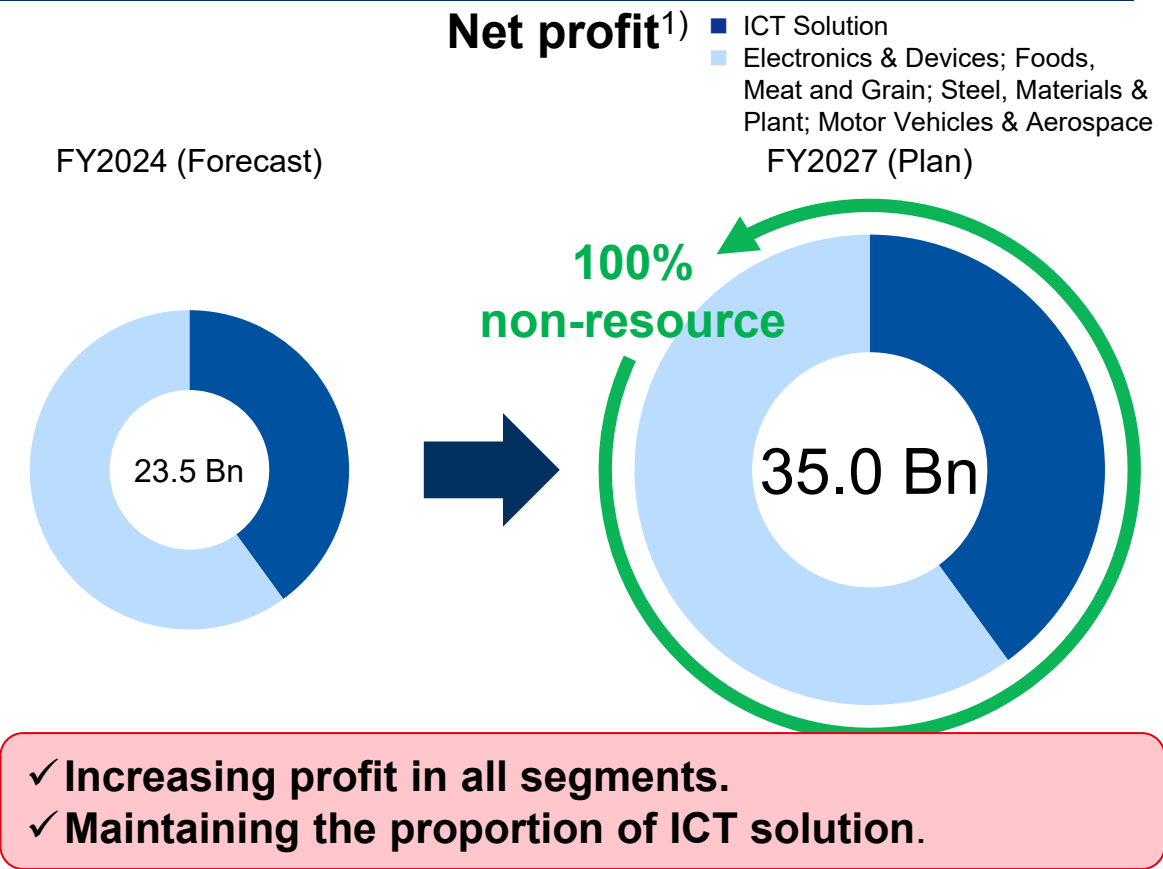 Net profit1)
ICT Solution
Electronics & Devices; Foods,
Meat and Grain; Steel, Materials &
Plant; Motor Vehicles & Aerospace
FY2024 (Forecast)
FY2027 (Plan)
100%
non-resource
23.5 Bn
35.0 Bn
✓ Increasing profit in all segments.
✓ Maintaining the proportion of ICT solution.